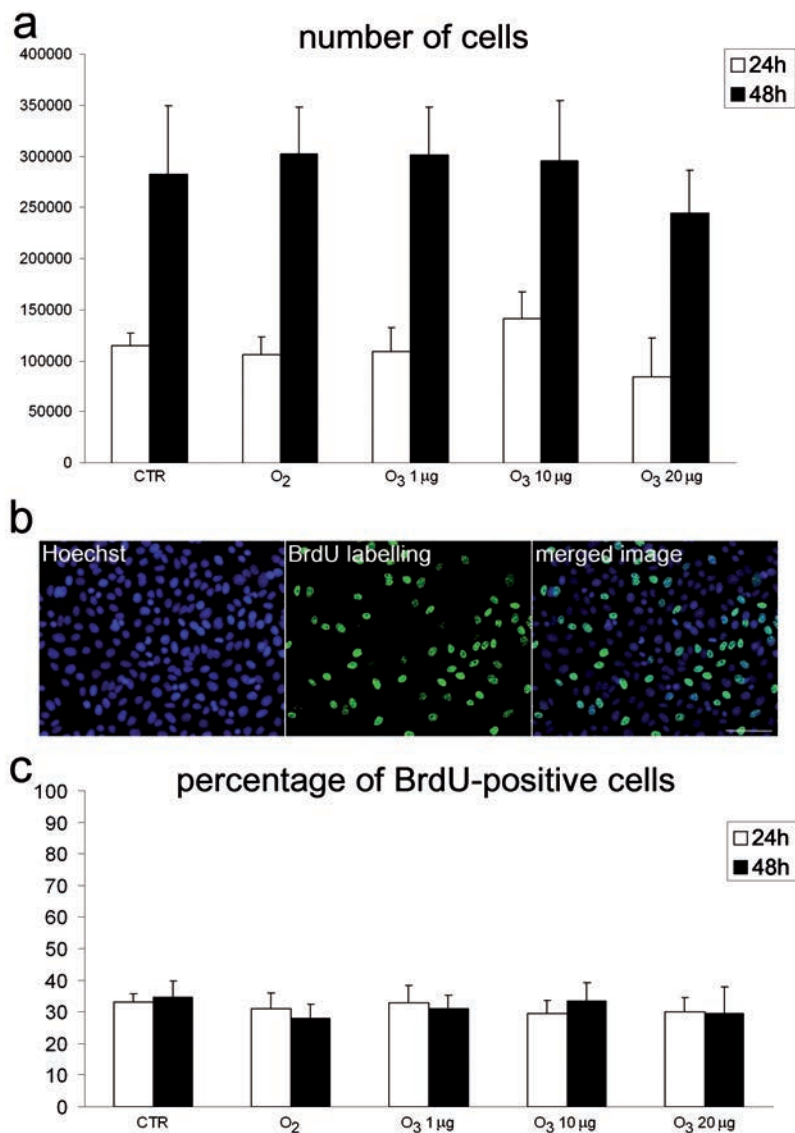 a
number of cells
24h
48h
400000
350000
300000
250000
200000
150000
100000
50000
0
CTR O₂ O₃ 1 µg O₃ 10 µg O₃ 20 µg
b
Hoechst BrdU labelling merged image
c
percentage of BrdU-positive cells
24h
48h
100
90
80
70
60
50
40
30
20
10
0
CTR O₂ O₃ 1 µg O₃ 10 µg O₃ 20 µg